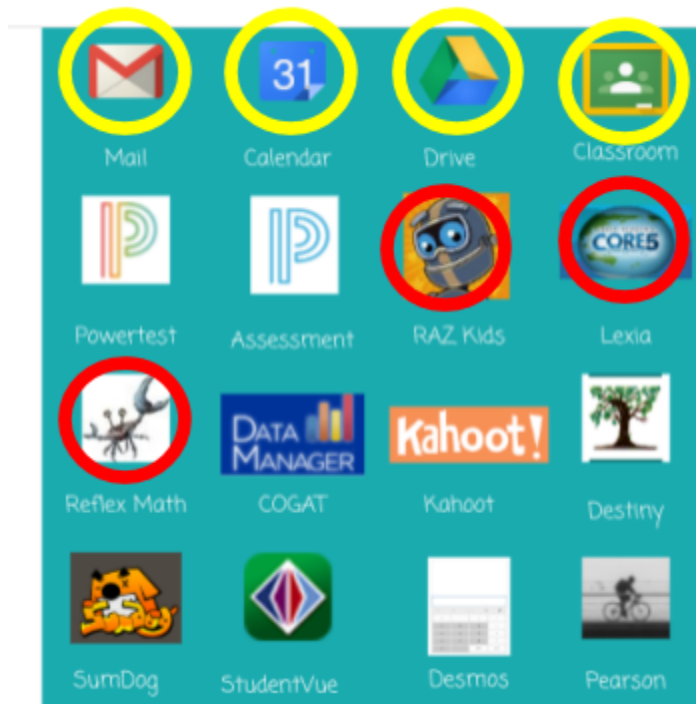 31
Mail Calendar Drive Classroom
CORE5
Powertest Assessment RAZ Kids Lexia
DATA MANAGER
Kahoot!
Reflex Math COGAT Kahoot Destiny
SumDog
SumDog StudentVue Desmos Pearson